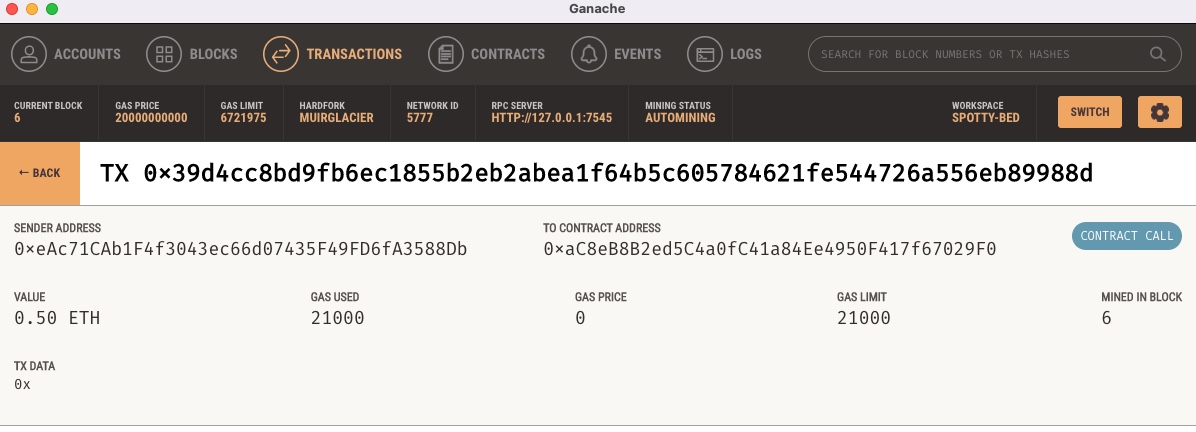 Ganache
ACCOUNTS BLOCKS TRANSACTIONS CONTRACTS EVENTS LOGS SEARCH FOR BLOCK NUMBERS OR TX HASHES
CURRENT BLOCK GAS PRICE GAS LIMIT HARDFORK NETWORK ID RPC SERVER MINING STATUS WORKSPACE
6 20000000000 6721975 MUIRGLACIER 5777 HTTP://127.0.0.1:7545 AUTOMINING SPOTTY-BED
SWITCH
← BACK TX 0x39d4cc8bd9fb6ec1855b2eb2abea1f64b5c605784621fe544726a556eb89988d
SENDER ADDRESS TO CONTRACT ADDRESS
0xeAc71CAb1F4f3043ec66d07435F49FD6fA3588Db 0xaC8eB8B2ed5C4a0fC41a84Ee4950F417f67029F0 CONTRACT CALL
VALUE GAS USED GAS PRICE GAS LIMIT MINED IN BLOCK
0.50 ETH 21000 0 21000 6
TX DATA
0x